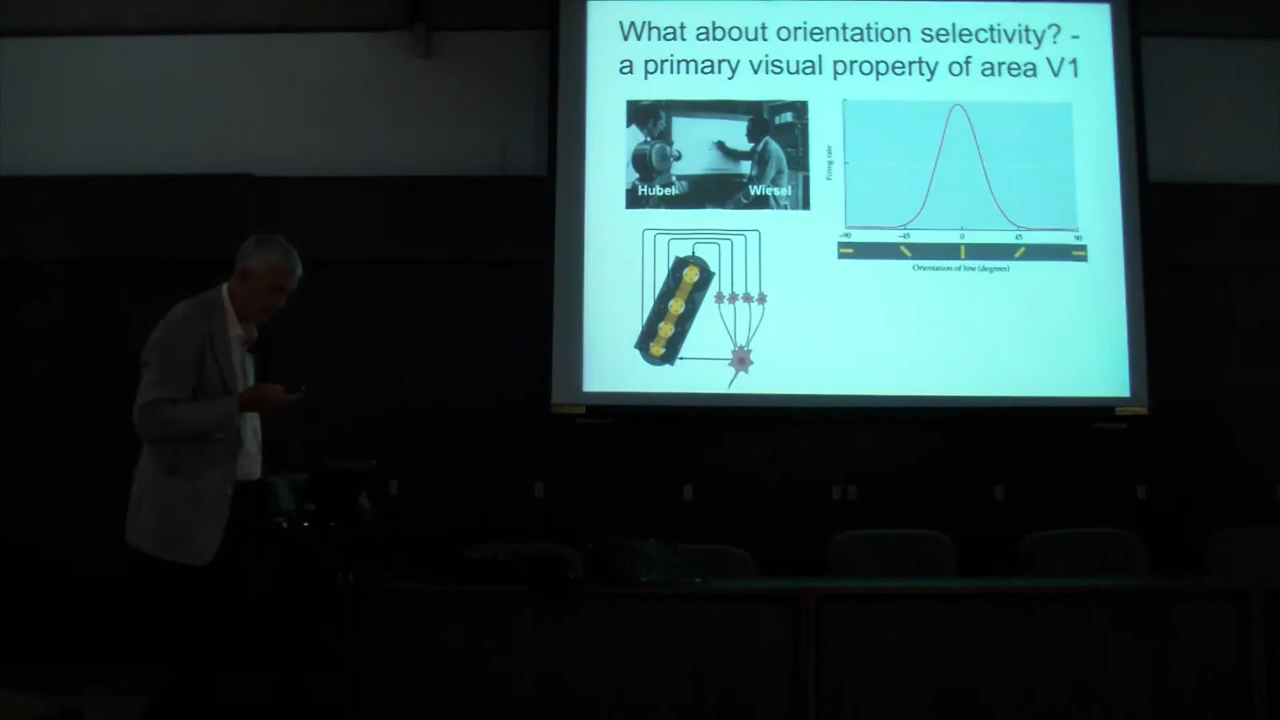 What about orientation selectivity? -
a primary visual property of area V1
Hubel
Wiesel
Firing rate
-90 -45 0 45 90
Orientation of line (degrees)